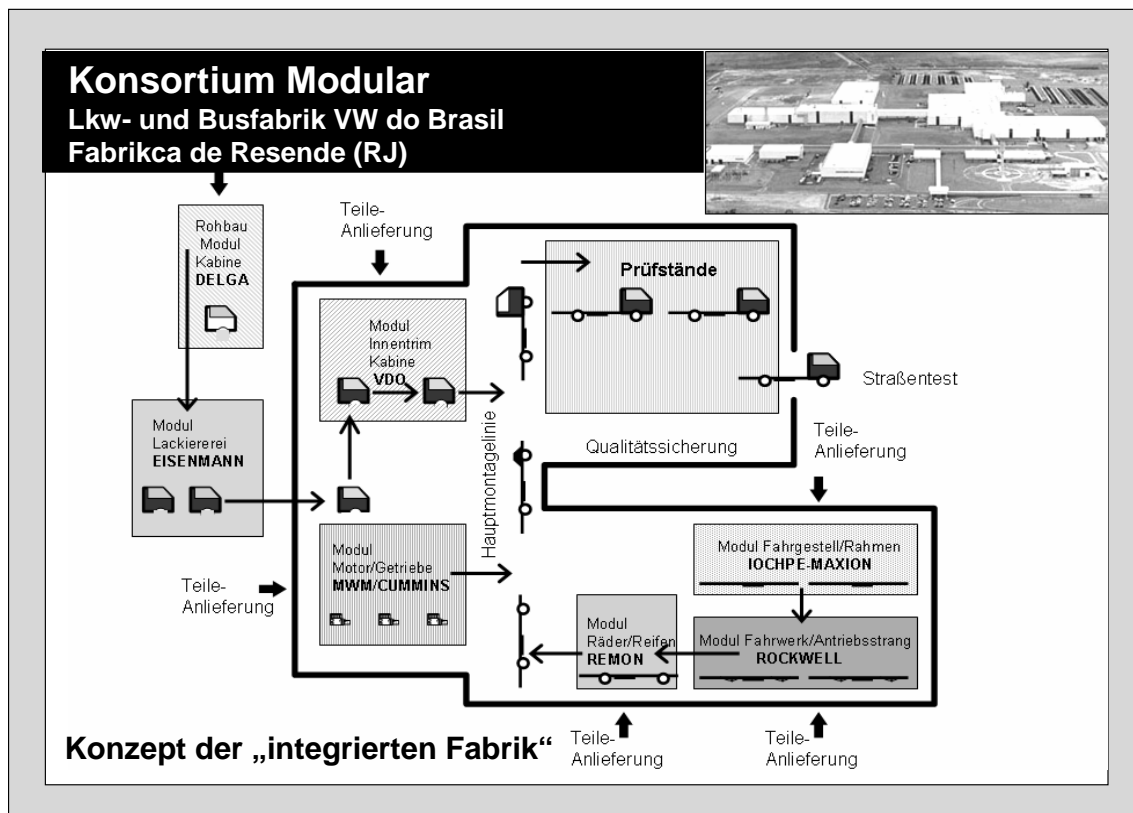 Konsortium Modular
Lkw- und Busfabrik VW do Brasil
Fabrikca de Resende (RJ)
Rohbau
Modul
Kabine
DELGA
Teile-
Anlieferung
Prüfstände
Modul
Innentrim
Kabine
VDO
Straßentest
Modul
Lackiererei
EISENMANN
Hauptmontagelinie
Qualitätssicherung
Teile-
Anlieferung
Modul
Motor/Getriebe
MWM/CUMMINS
Teile-
Anlieferung
Modul Fahrgestell/Rahmen
IOCHPE-MAXION
Modul
Räder/Reifen
REMON
Modul Fahrwerk/Antriebsstrang
ROCKWELL
Teile-
Anlieferung
Teile-
Anlieferung
Konzept der „integrierten Fabrik“